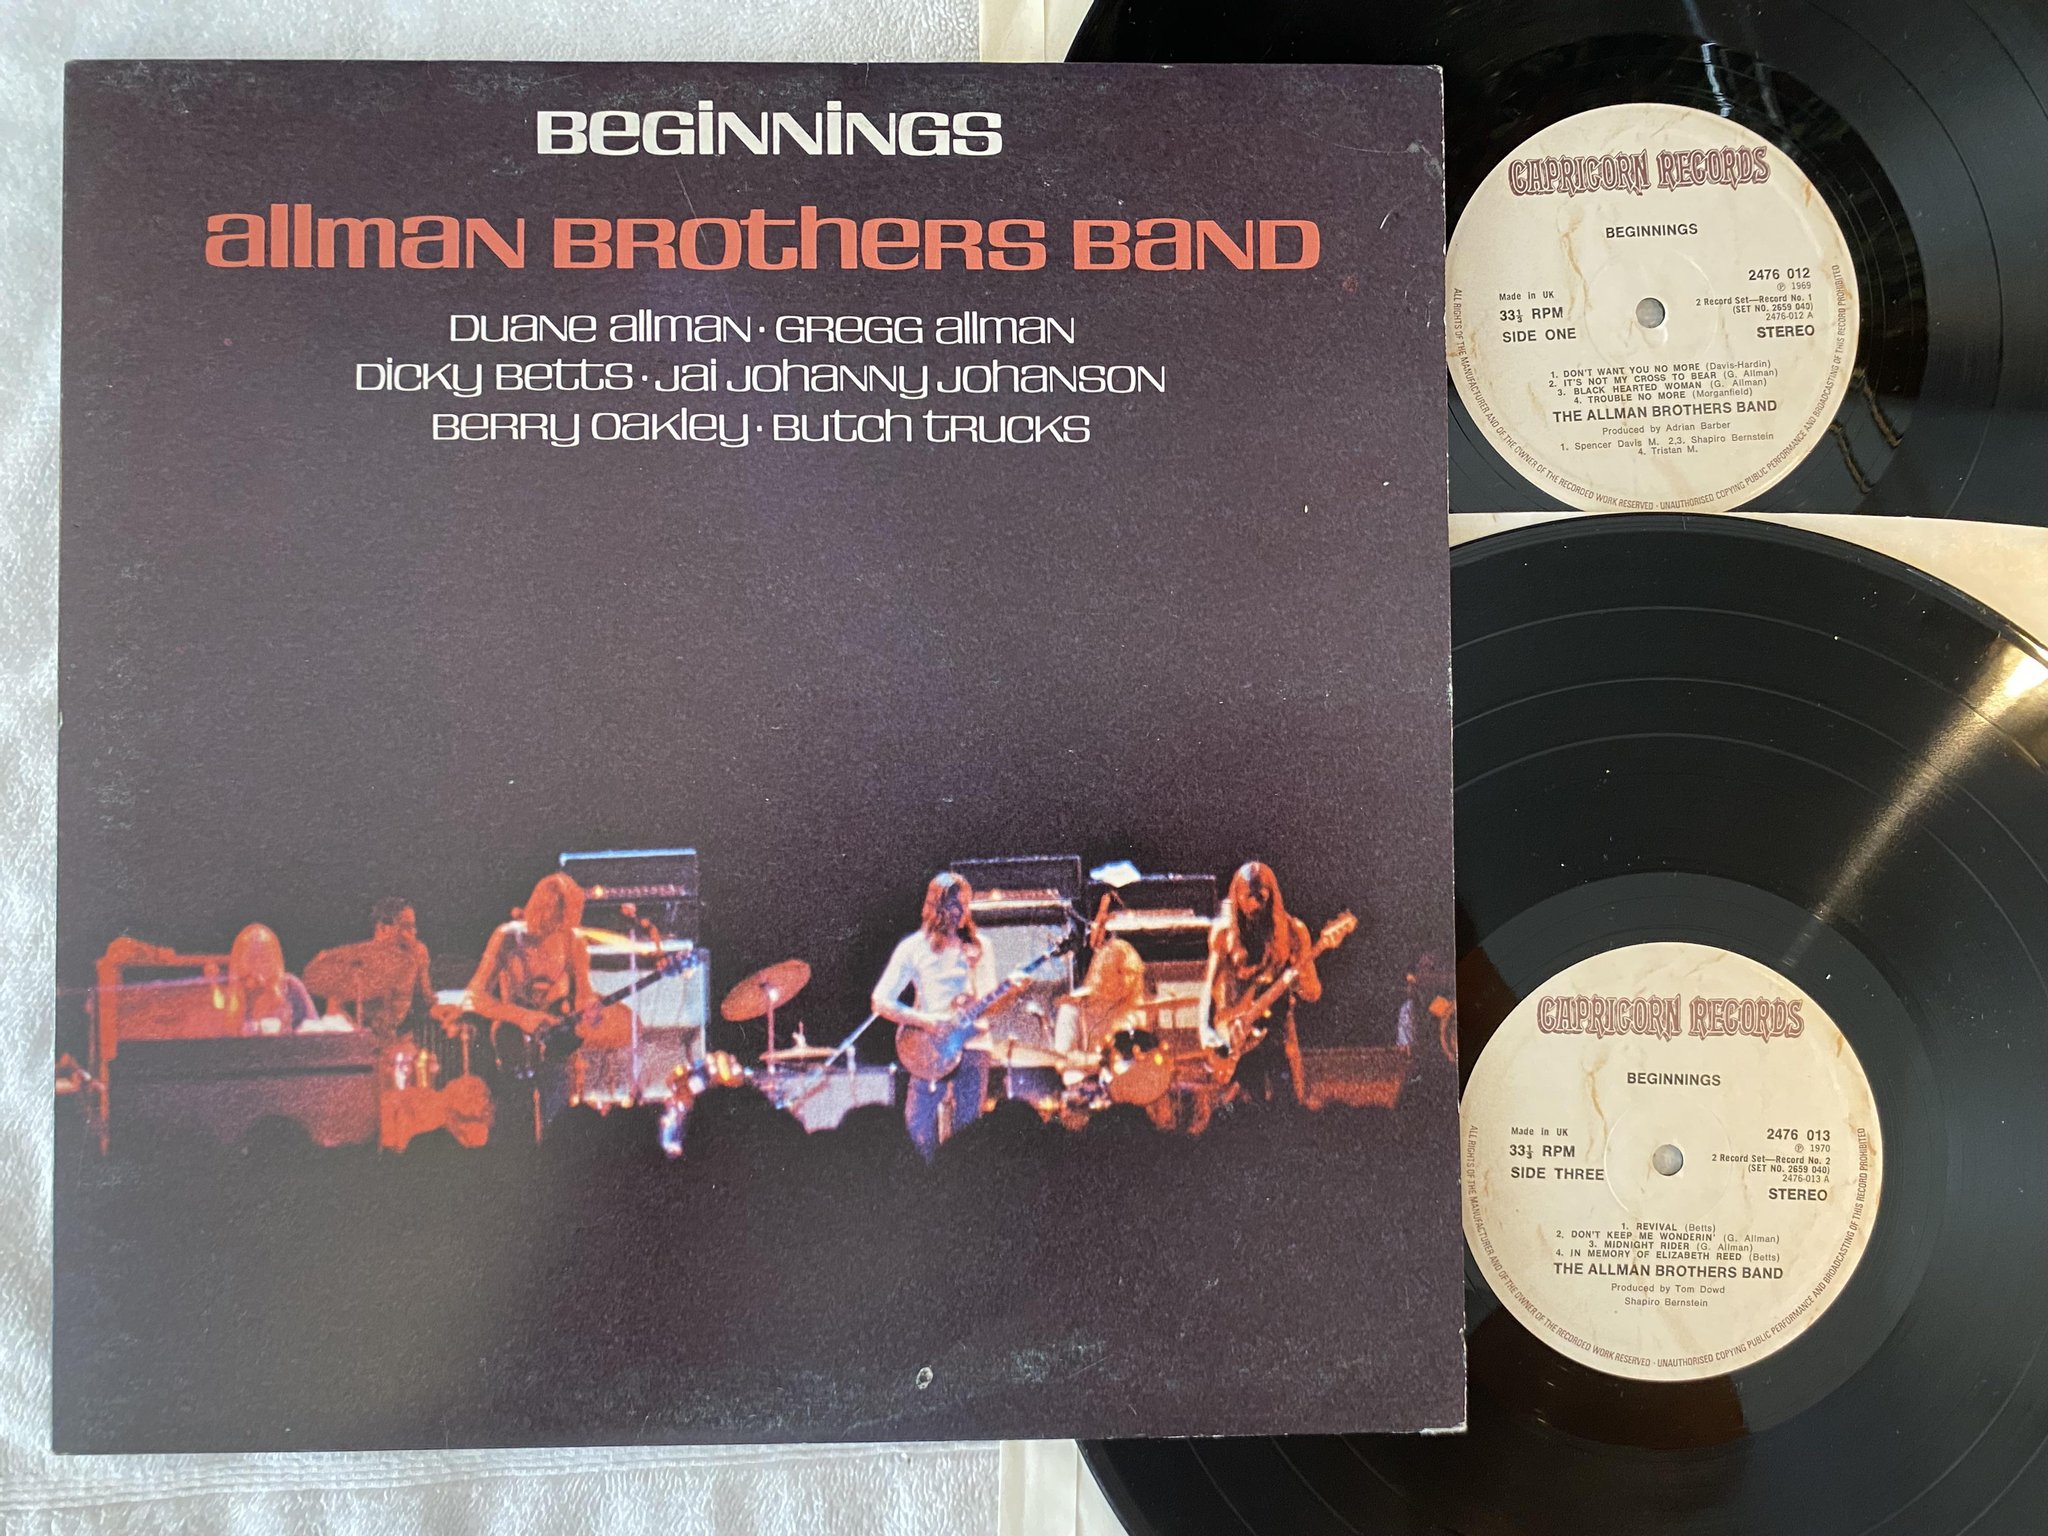 BEGINNINGS
ALLMAN BROTHERS BAND
DUANE ALLMAN · GREGG ALLMAN
DICKY BETTS · JAI JOHANNY JOHANSON
BERRY OAKLEY · BUTCH TRUCKS
CAPRICORN RECORDS
BEGINNINGS
2476 012
℗ 1969
Made in UK
2 Record Set—Record No. 1
(SET NO. 2659 040)
33⅓ RPM
2476-012 A
SIDE ONE
STEREO
1. DON'T WANT YOU NO MORE (Davis-Hardin)
2. IT'S NOT MY CROSS TO BEAR (G. Allman)
3. BLACK HEARTED WOMAN (G. Allman)
4. TROUBLE NO MORE (Morganfield)
THE ALLMAN BROTHERS BAND
Produced by Adrian Barber
1. Spencer Davis M. 2,3. Shapiro Bernstein
4. Tristan M.
ALL RIGHTS OF THE MANUFACTURER AND OF THE OWNER OF THE RECORDED WORK RESERVED · UNAUTHORISED COPYING PUBLIC PERFORMANCE AND BROADCASTING OF THIS RECORD PROHIBITED
CAPRICORN RECORDS
BEGINNINGS
2476 013
℗ 1970
Made in UK
2 Record Set—Record No. 2
(SET NO. 2659 040)
33⅓ RPM
2476-013 A
SIDE THREE
STEREO
1. REVIVAL (Betts)
2. DON'T KEEP ME WONDERIN' (G. Allman)
3. MIDNIGHT RIDER (G. Allman)
4. IN MEMORY OF ELIZABETH REED (Betts)
THE ALLMAN BROTHERS BAND
Produced by Tom Dowd
Shapiro Bernstein
ALL RIGHTS OF THE MANUFACTURER AND OF THE OWNER OF THE RECORDED WORK RESERVED · UNAUTHORISED COPYING PUBLIC PERFORMANCE AND BROADCASTING OF THIS RECORD PROHIBITED